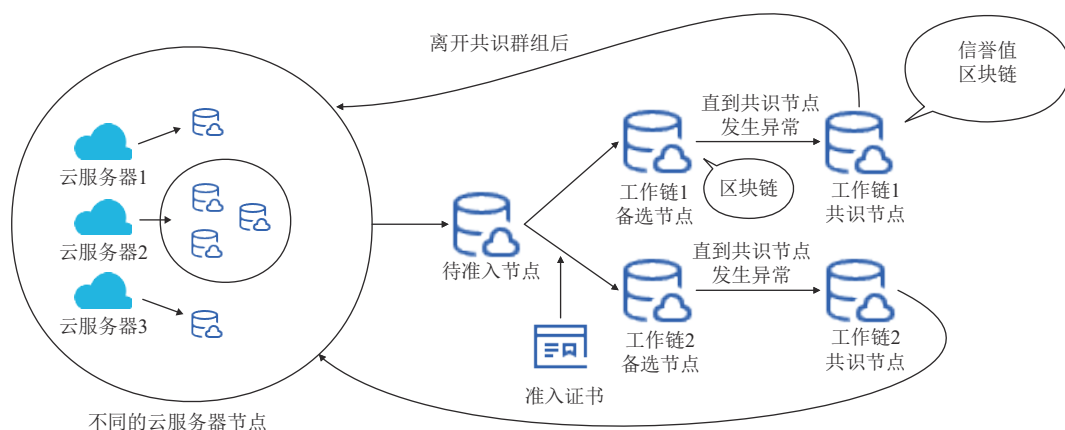 离开共识群组后
信誉值
区块链
直到共识节点
发生异常
云服务器1
工作链1
备选节点
区块链
工作链1
共识节点
云服务器2
待准入节点
直到共识节点
发生异常
云服务器3
工作链2
备选节点
工作链2
共识节点
准入证书
不同的云服务器节点